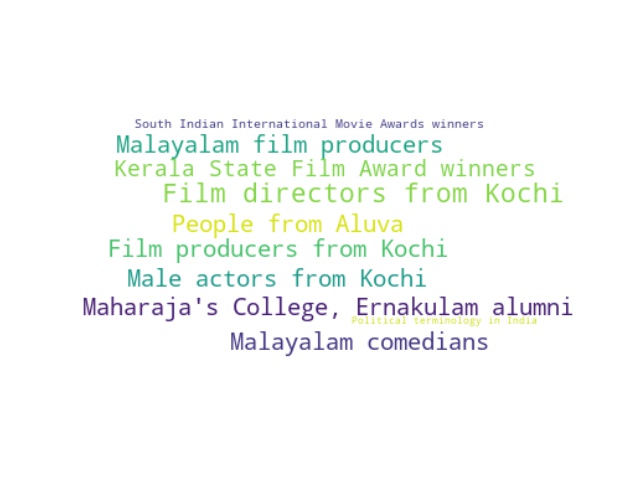 South Indian International Movie Awards winners
Malayalam film producers
Kerala State Film Award winners
Film directors from Kochi
People from Aluva
Film producers from Kochi
Male actors from Kochi
Maharaja's College, Ernakulam alumni
Political terminology in India
Malayalam comedians